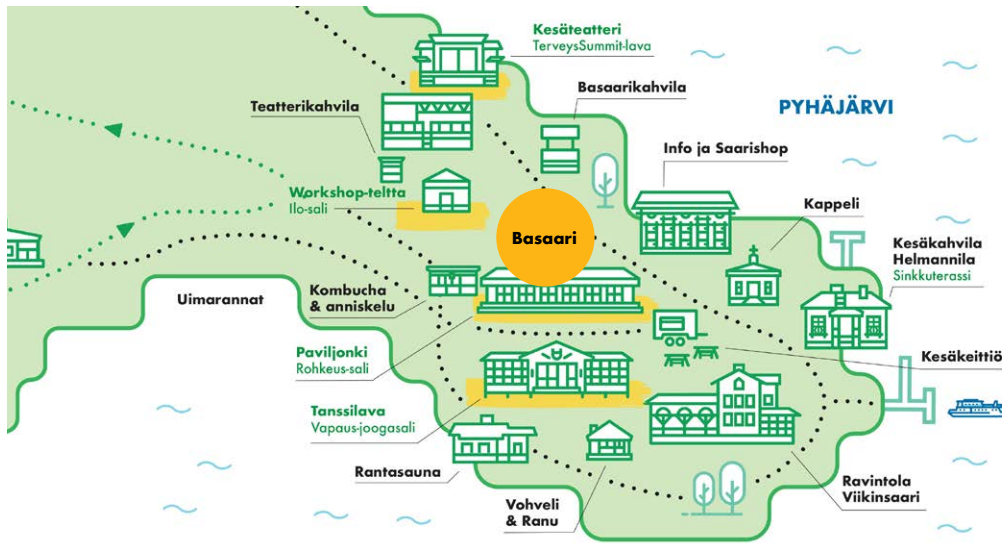 Kesäteatteri
TerveysSummit-lava
Basaarikahvila
PYHÄJÄRVI
Teatterikahvila
Info ja Saarishop
Workshop-teltta
Ilo-sali
Kappeli
Basaari
Kesäkahvila
Helmannila
Sinkkuterassi
Uimarannat
Kombucha
& anniskelu
Paviljonki
Rohkeus-sali
Kesäkeittiö
Tanssilava
Vapaus-joogasali
Rantasauna
Vohveli
& Ranu
Ravintola
Viikinsaari